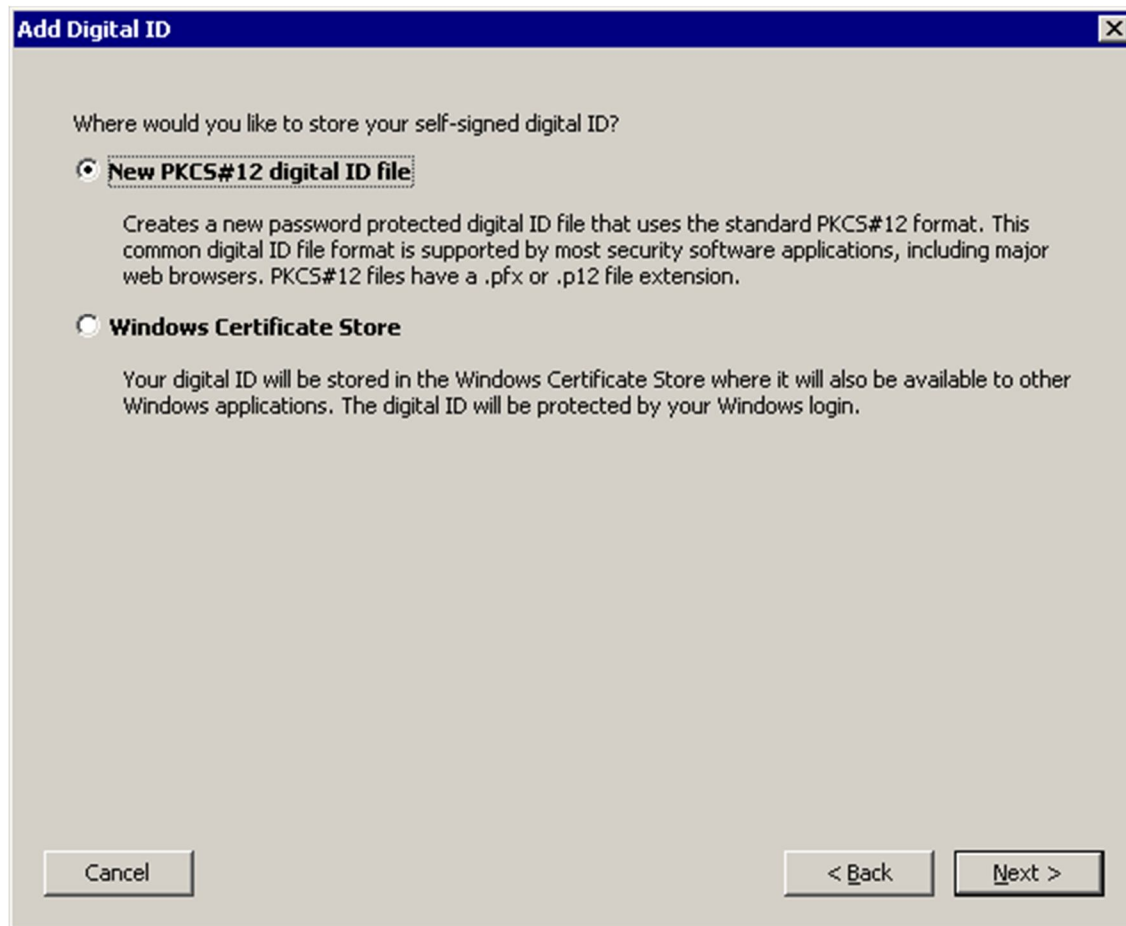 Add Digital ID
Where would you like to store your self-signed digital ID?
New PKCS#12 digital ID file
Creates a new password protected digital ID file that uses the standard PKCS#12 format. This
common digital ID file format is supported by most security software applications, including major
web browsers. PKCS#12 files have a .pfx or .p12 file extension.
Windows Certificate Store
Your digital ID will be stored in the Windows Certificate Store where it will also be available to other
Windows applications. The digital ID will be protected by your Windows login.
Cancel
< Back
Next >